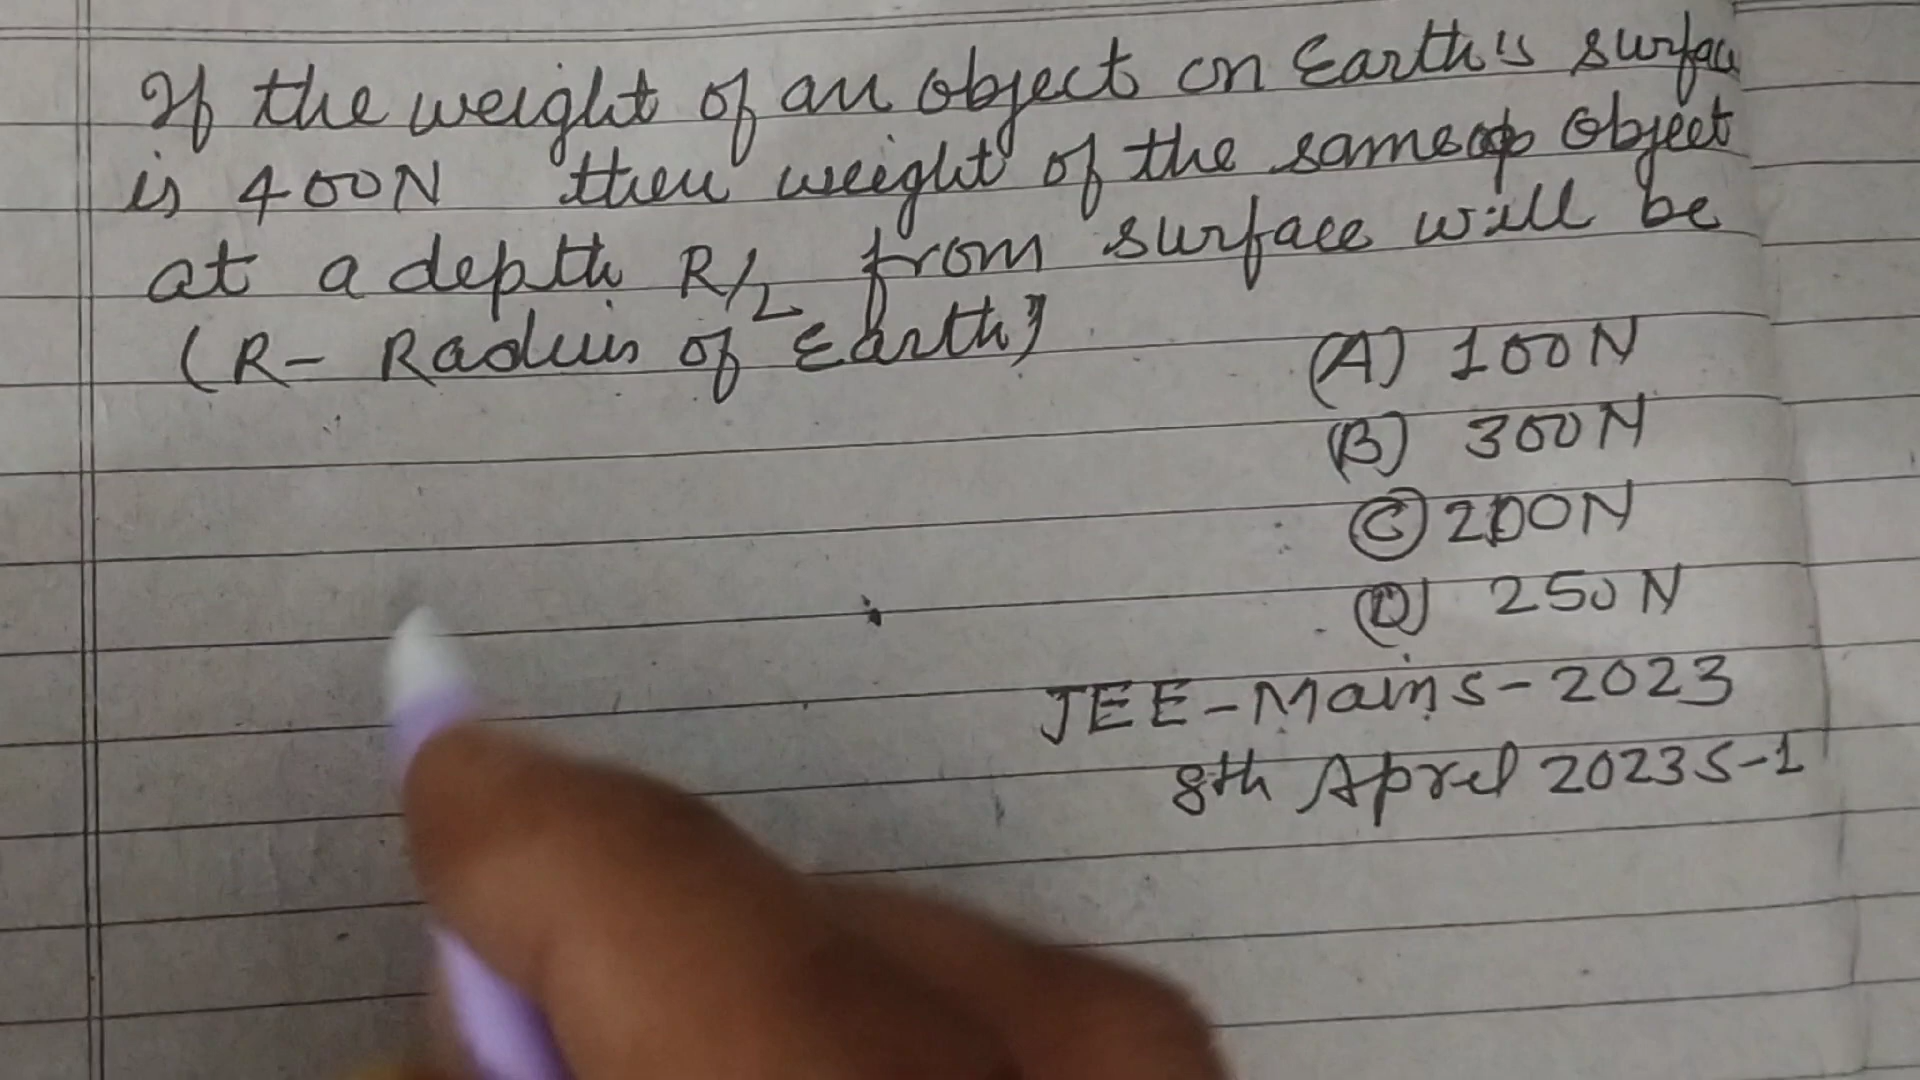 If the weight of an object on Earth's surface
is 400N then weight of the same object
at a depth R/2 from surface will be
(R- Radius of Earth)
(A) 100N
(B) 300N
(C) 200N
(D) 250N
JEE-Mains-2023
8th April 2023 S-1